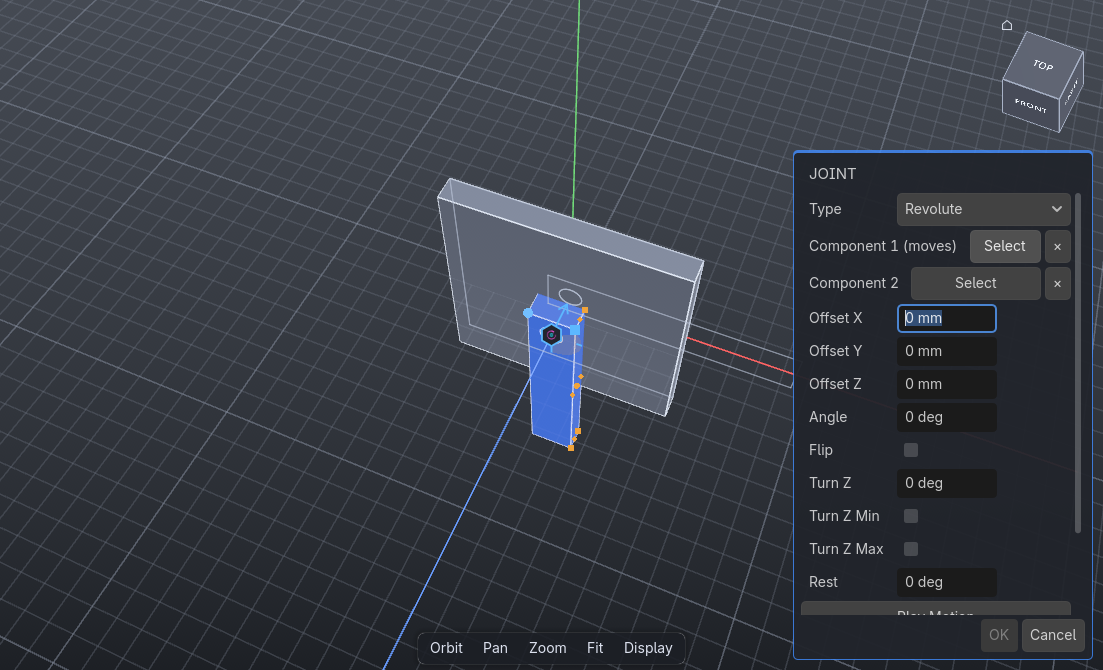 TOP
FRONT
JOINT
Type Revolute
Component 1 (moves) Select ×
Component 2 Select ×
Offset X 0 mm
Offset Y 0 mm
Offset Z 0 mm
Angle 0 deg
Flip
Turn Z 0 deg
Turn Z Min
Turn Z Max
Rest 0 deg
Play Motion
OK Cancel
Orbit Pan Zoom Fit Display